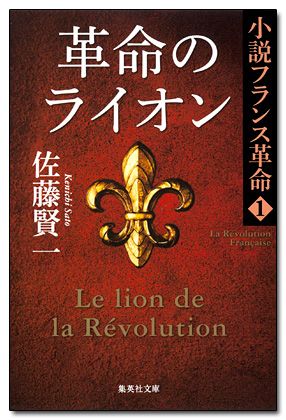 革命の
ライオン
小説フランス革命1
La Révolution
Française
佐藤賢一
Kenichi Sato
Le lion de
la Révolution
集英社文庫